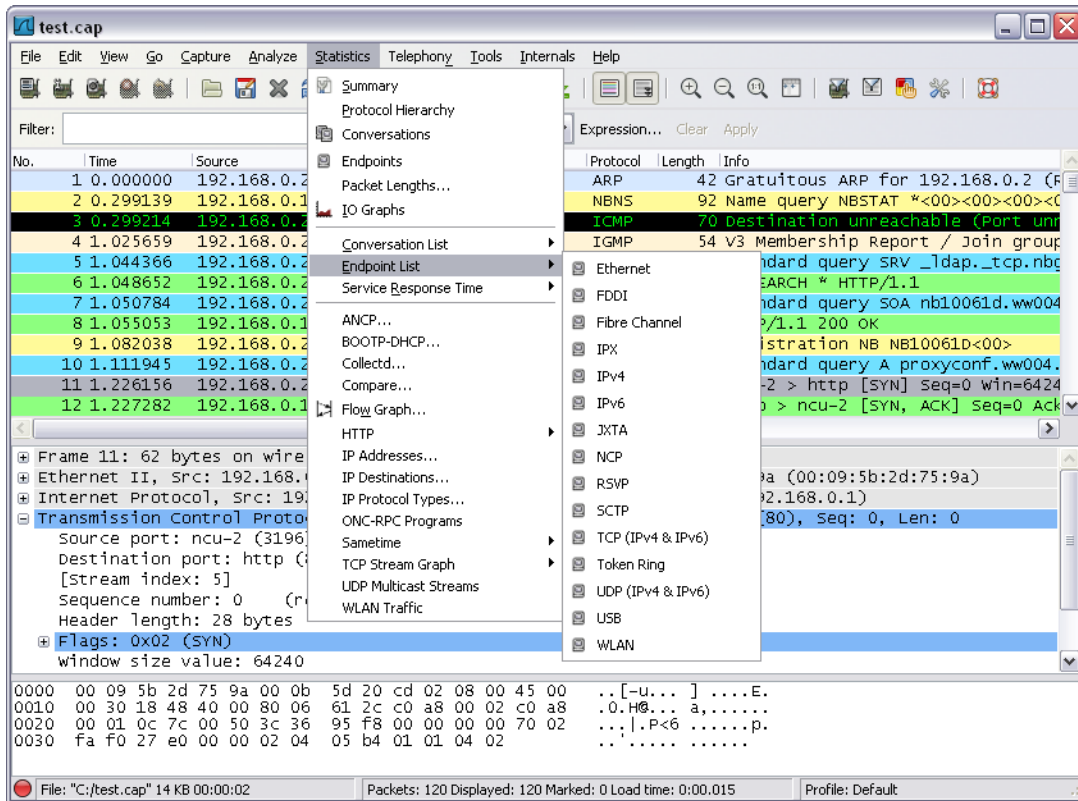 test.cap
File Edit View Go Capture Analyze Statistics Telephony Tools Internals Help
Filter: Expression... Clear Apply
No. Time Source Protocol Length Info
1 0.000000 192.168.0.2 ARP 42 Gratuitous ARP for 192.168.0.2 (R
2 0.299139 192.168.0.1 NBNS 92 Name query NBSTAT *<00><00><00><0
3 0.299214 192.168.0.2 ICMP 70 Destination unreachable (Port unr
4 1.025659 192.168.0.2 IGMP 54 V3 Membership Report / Join group
5 1.044366 192.168.0.2 ndard query SRV _ldap._tcp.nbg
6 1.048652 192.168.0.2 EARCH * HTTP/1.1
7 1.050784 192.168.0.2 ndard query SOA nb10061d.ww004
8 1.055053 192.168.0.1 P/1.1 200 OK
9 1.082038 192.168.0.2 istration NB NB10061D<00>
10 1.111945 192.168.0.2 ndard query A proxyconf.ww004.
11 1.226156 192.168.0.2 -2 > http [SYN] Seq=0 Win=6424
12 1.227282 192.168.0.1 > ncu-2 [SYN, ACK] Seq=0 Ack
Summary
Protocol Hierarchy
Conversations
Endpoints
Packet Lengths...
IO Graphs
Conversation List
Endpoint List
Service Response Time
ANCP...
BOOTP-DHCP...
Collectd...
Compare...
Flow Graph...
HTTP
IP Addresses...
IP Destinations...
IP Protocol Types...
ONC-RPC Programs
Sametime
TCP Stream Graph
UDP Multicast Streams
WLAN Traffic
Ethernet
FDDI
Fibre Channel
IPX
IPv4
IPv6
JXTA
NCP
RSVP
SCTP
TCP (IPv4 & IPv6)
Token Ring
UDP (IPv4 & IPv6)
USB
WLAN
Frame 11: 62 bytes on wire
Ethernet II, Src: 192.168. 9a (00:09:5b:2d:75:9a)
Internet Protocol, Src: 19 92.168.0.1)
Transmission Control Proto [80), Seq: 0, Len: 0
Source port: ncu-2 (3196)
Destination port: http (8
[Stream index: 5]
Sequence number: 0 (re
Header length: 28 bytes
Flags: 0x02 (SYN)
Window size value: 64240
0000 00 09 5b 2d 75 9a 00 0b 5d 20 cd 02 08 00 45 00 ..[-u... ] ....E.
0010 00 30 18 48 40 00 80 06 61 2c c0 a8 00 02 c0 a8 .0.H@... a,......
0020 00 01 0c 7c 00 50 3c 36 95 f8 00 00 00 00 70 02 ...|.P<6 ......p.
0030 fa f0 27 e0 00 00 02 04 05 b4 01 01 04 02 ..'..... ......
File: "C:/test.cap" 14 KB 00:00:02 Packets: 120 Displayed: 120 Marked: 0 Load time: 0:00.015 Profile: Default